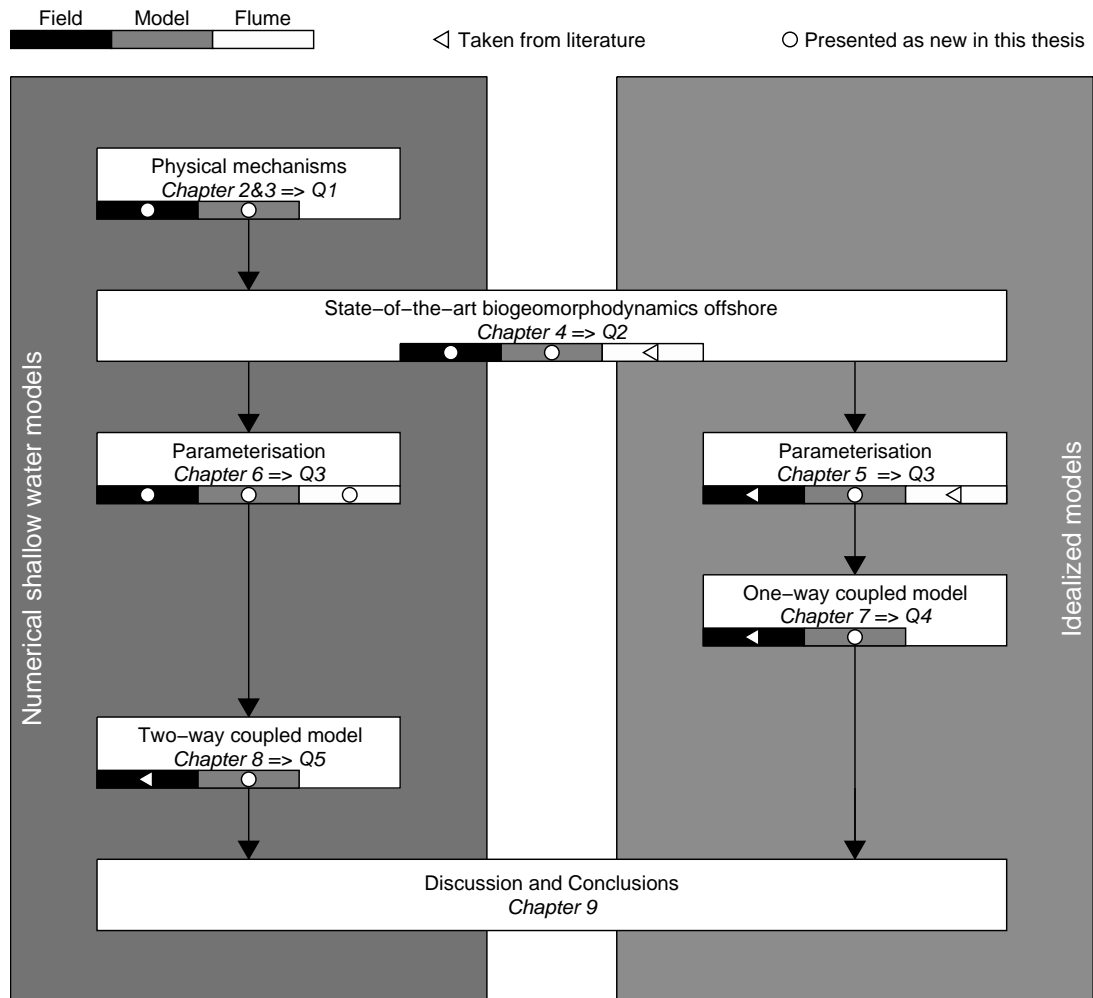 Field Model Flume
Taken from literature
Presented as new in this thesis
Physical mechanisms
Chapter 2&3 => Q1
State−of−the−art biogeomorphodynamics offshore
Chapter 4 => Q2
Numerical shallow water models
Parameterisation
Chapter 6 => Q3
Parameterisation
Chapter 5 => Q3
Idealized models
One−way coupled model
Chapter 7 => Q4
Two−way coupled model
Chapter 8 => Q5
Discussion and Conclusions
Chapter 9